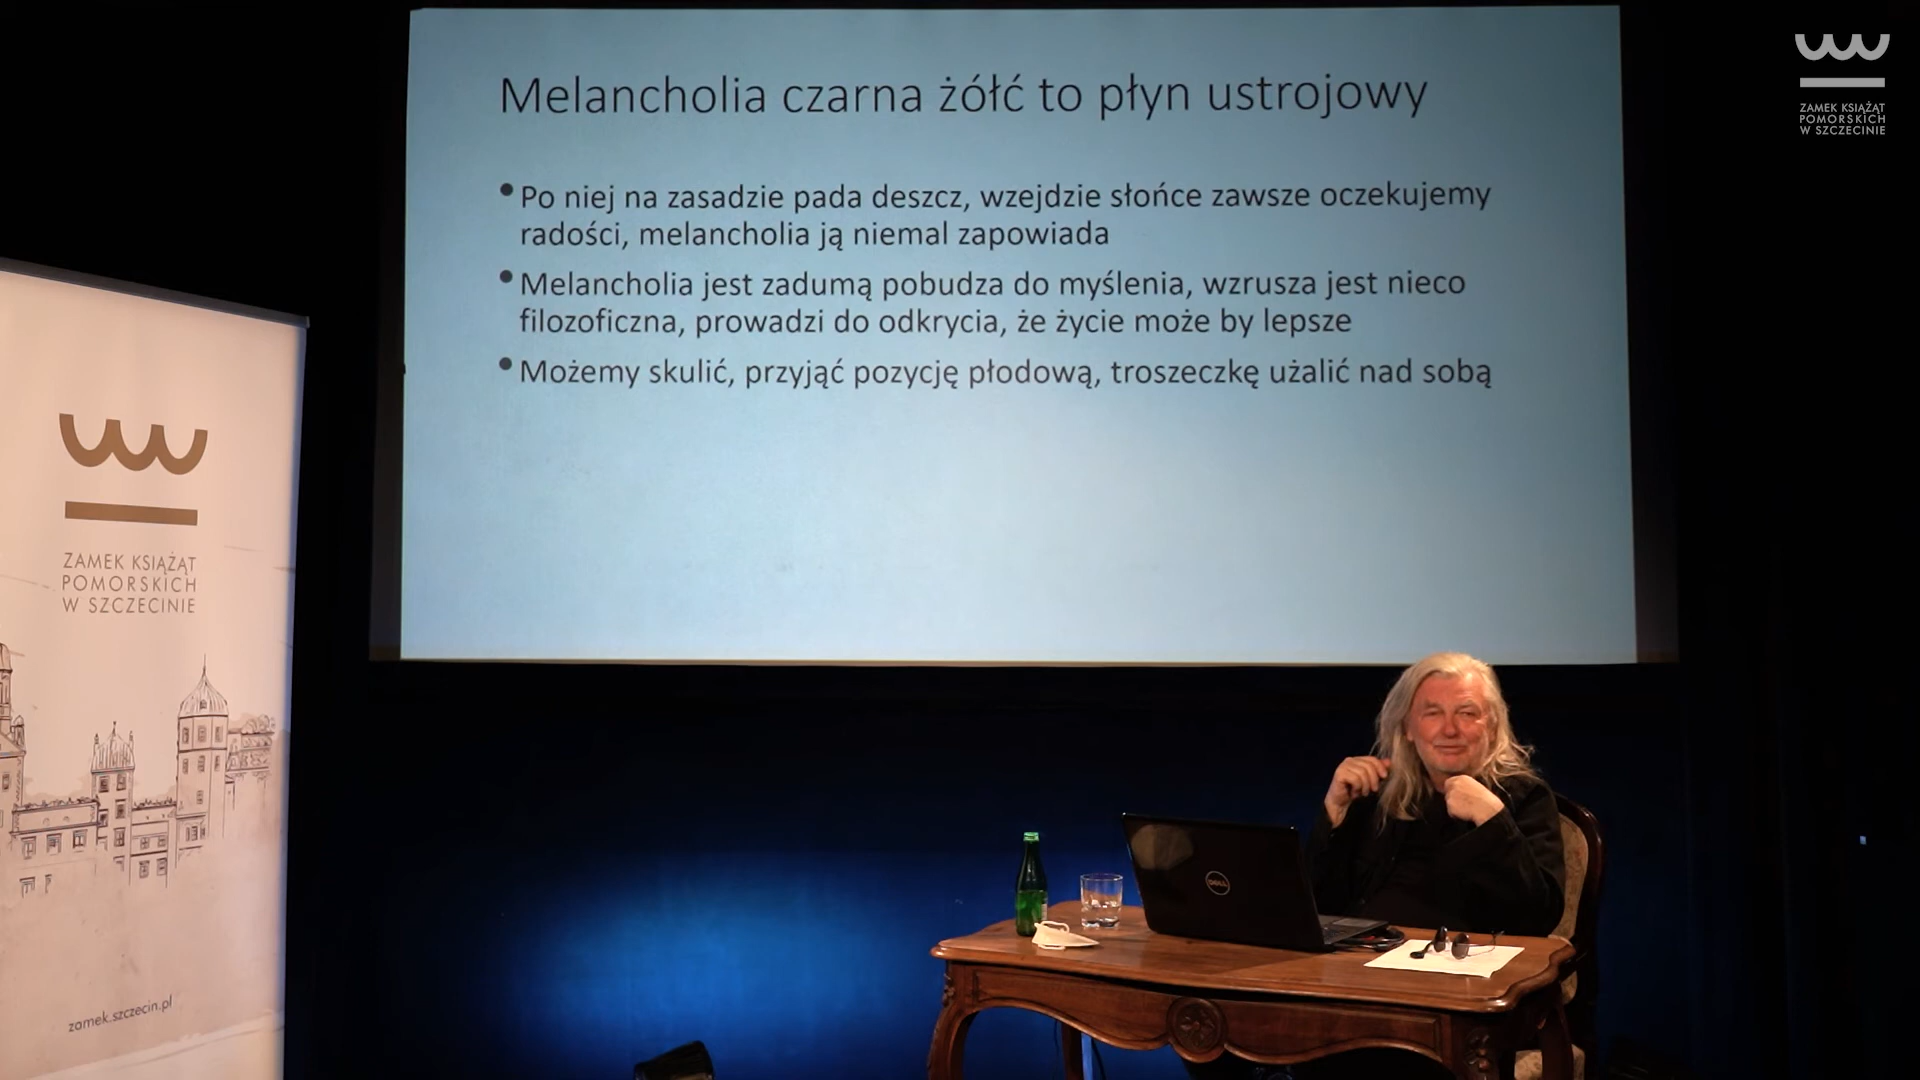 Melancholia czarna żółć to płyn ustrojowy
• Po niej na zasadzie pada deszcz, wzejdzie słońce zawsze oczekujemy
radości, melancholia ją niemal zapowiada
• Melancholia jest zadumą pobudza do myślenia, wzrusza jest nieco
filozoficzna, prowadzi do odkrycia, że życie może by lepsze
• Możemy skulić, przyjąć pozycję płodową, troszeczkę użalić nad sobą
ZAMEK KSIĄŻĄT
POMORSKICH
W SZCZECINIE
ZAMEK KSIĄŻĄT
POMORSKICH
W SZCZECINIE
zamek.szczecin.pl
DELL